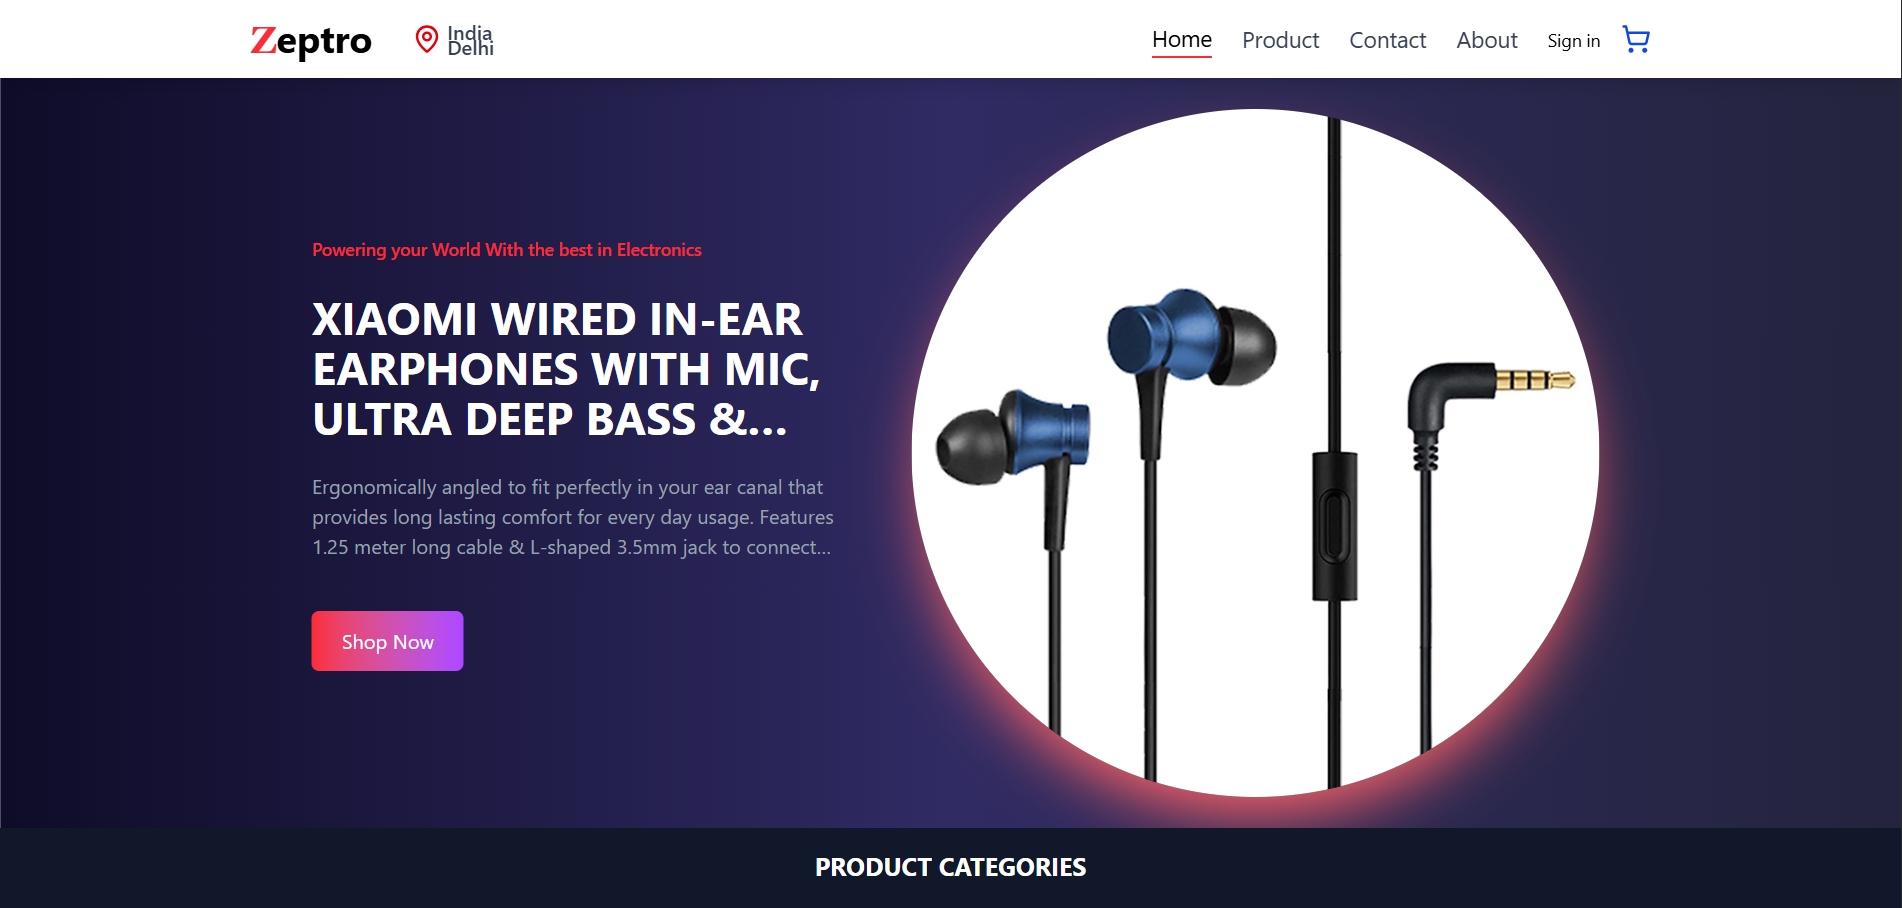 Zeptro
India
Delhi
Home Product Contact About Sign in
Powering your World With the best in Electronics
XIAOMI WIRED IN-EAR
EARPHONES WITH MIC,
ULTRA DEEP BASS &...
Ergonomically angled to fit perfectly in your ear canal that
provides long lasting comfort for every day usage. Features
1.25 meter long cable & L-shaped 3.5mm jack to connect...
Shop Now
PRODUCT CATEGORIES